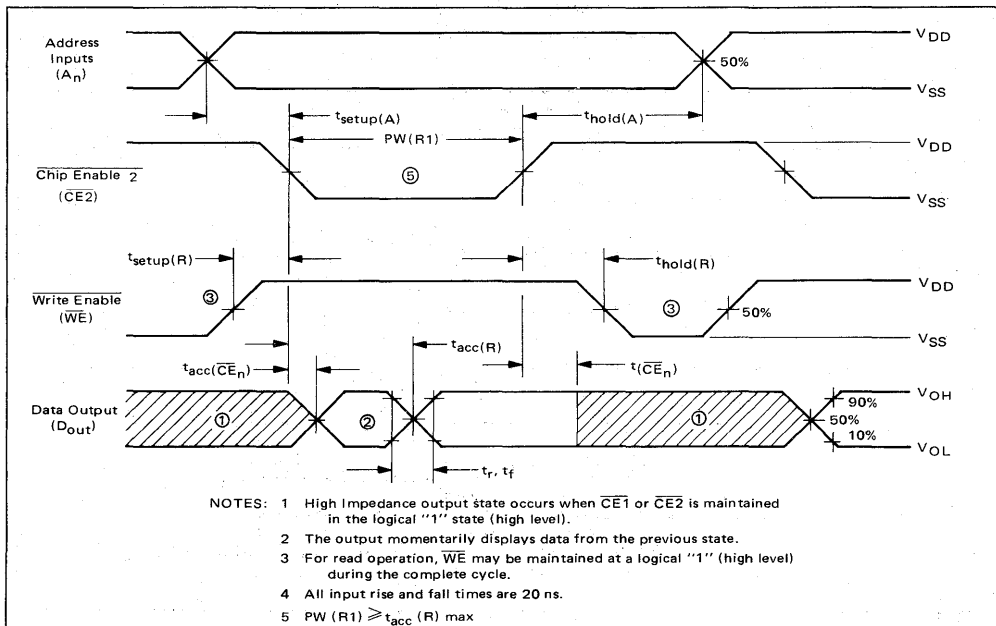 Address
Inputs
(An)
VDD
50%
VSS
tsetup(A)
thold(A)
PW(R1)
Chip Enable 2
(CE2)
⑤
VDD
VSS
tsetup(R)
thold(R)
Write Enable
(WE)
③
③
VDD
50%
VSS
tacc(R)
tacc(CEn)
t(CEn)
Data Output
(Dout)
①
②
①
VOH
90%
50%
10%
VOL
tr, tf
NOTES: 1 High Impedance output state occurs when CE1 or CE2 is maintained
in the logical "1" state (high level).
2 The output momentarily displays data from the previous state.
3 For read operation, WE may be maintained at a logical "1" (high level)
during the complete cycle.
4 All input rise and fall times are 20 ns.
5 PW (R1) ⩾ tacc (R) max